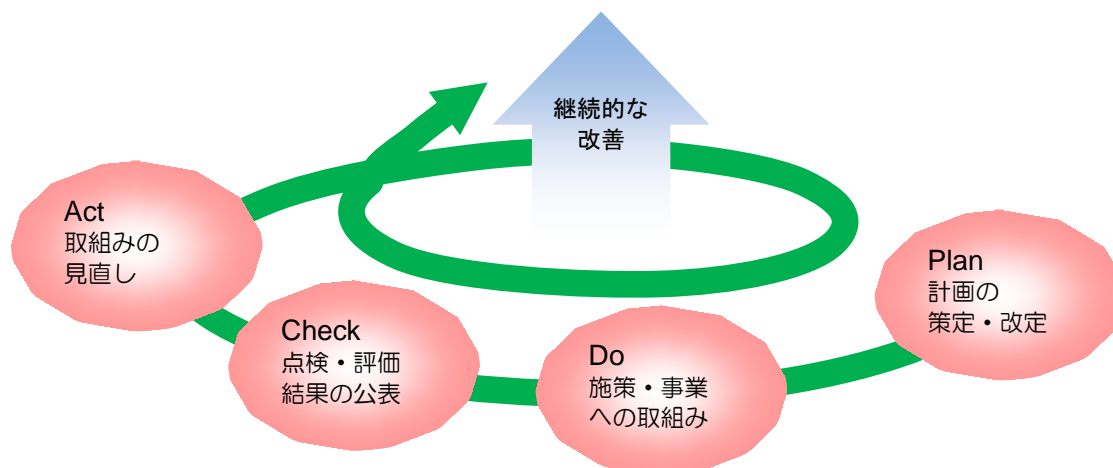 継続的な
改善
Act
取組みの
見直し
Check
点検・評価
結果の公表
Do
施策・事業
への取組み
Plan
計画の
策定・改定